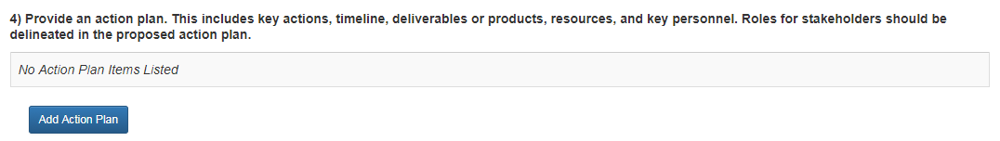 4) Provide an action plan. This includes key actions, timeline, deliverables or products, resources, and key personnel. Roles for stakeholders should be
delineated in the proposed action plan.
No Action Plan Items Listed
Add Action Plan